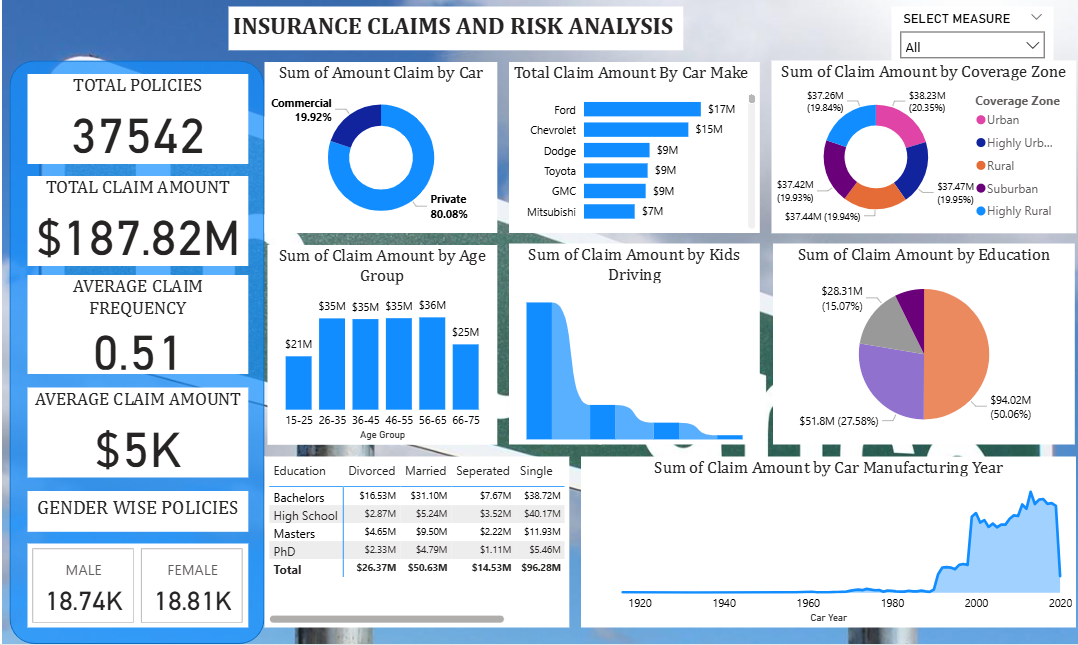 INSURANCE CLAIMS AND RISK ANALYSIS
SELECT MEASURE
All
TOTAL POLICIES
37542
TOTAL CLAIM AMOUNT
$187.82M
AVERAGE CLAIM
FREQUENCY
0.51
AVERAGE CLAIM AMOUNT
$5K
GENDER WISE POLICIES
MALE
18.74K
FEMALE
18.81K
Sum of Amount Claim by Car
Commercial
19.92%
Private
80.08%
Total Claim Amount By Car Make
Ford $17M
Chevrolet $15M
Dodge $9M
Toyota $9M
GMC $9M
Mitsubishi $7M
Sum of Claim Amount by Coverage Zone
$37.26M
(19.84%)
$38.23M
(20.35%)
$37.42M
(19.93%)
$37.47M
(19.95%)
$37.44M (19.94%)
Coverage Zone
Urban
Highly Urb...
Rural
Suburban
Highly Rural
Sum of Claim Amount by Age
Group
$21M $35M $35M $35M $36M $25M
15-25 26-35 36-45 46-55 56-65 66-75
Age Group
Sum of Claim Amount by Kids
Driving
Sum of Claim Amount by Education
$28.31M
(15.07%)
$94.02M
(50.06%)
$51.8M (27.58%)
Education Divorced Married Seperated Single
Bachelors $16.53M $31.10M $7.67M $38.72M
High School $2.87M $5.24M $3.52M $40.17M
Masters $4.65M $9.50M $2.22M $11.93M
PhD $2.33M $4.79M $1.11M $5.46M
Total $26.37M $50.63M $14.53M $96.28M
Sum of Claim Amount by Car Manufacturing Year
1920 1940 1960 1980 2000 2020
Car Year